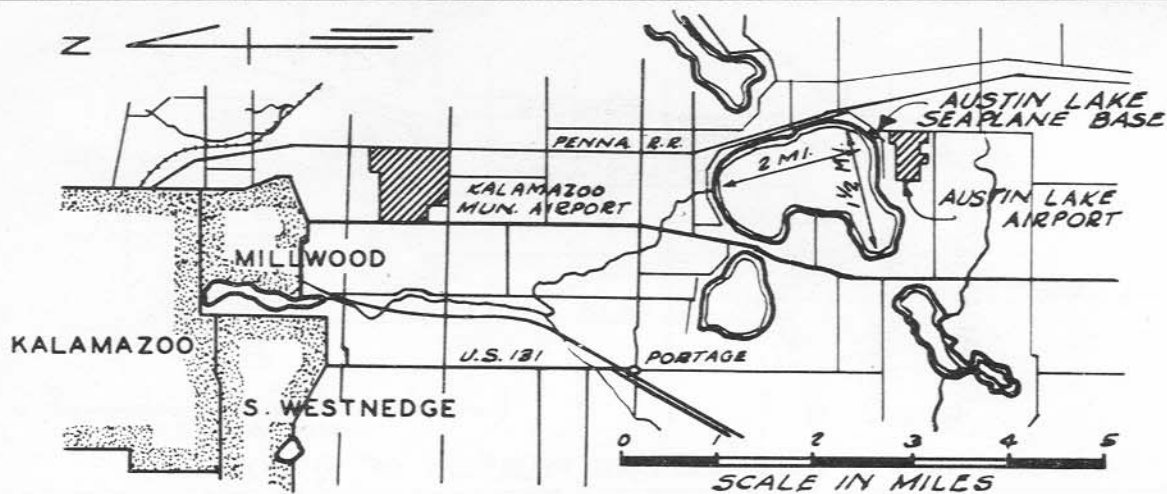 N
AUSTIN LAKE
SEAPLANE BASE
PENNA R.R.
2 MI.
1/2 MI.
KALAMAZOO
MUN. AIRPORT
AUSTIN LAKE
AIRPORT
MILLWOOD
KALAMAZOO
U.S. 131
PORTAGE
S. WESTNEDGE
0 1 2 3 4 5
SCALE IN MILES